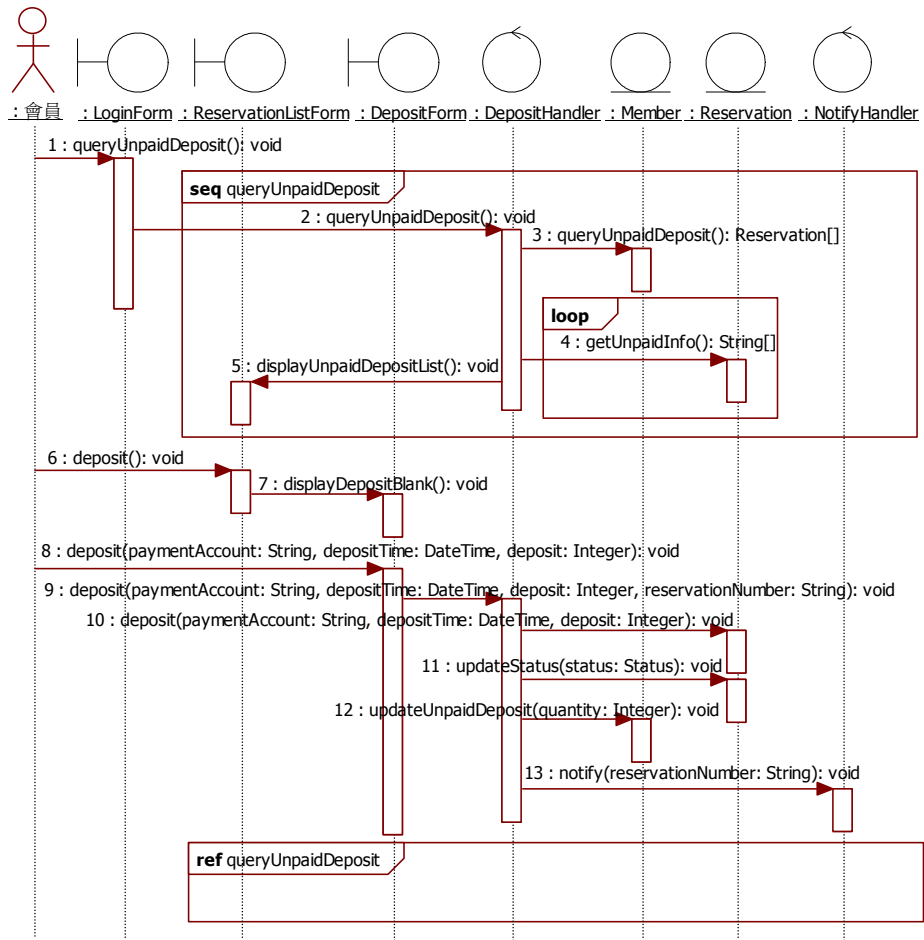 : 會員 : LoginForm : ReservationListForm : DepositForm : DepositHandler : Member : Reservation : NotifyHandler
1 : queryUnpaidDeposit(): void
seq queryUnpaidDeposit
2 : queryUnpaidDeposit(): void
3 : queryUnpaidDeposit(): Reservation[]
loop
4 : getUnpaidInfo(): String[]
5 : displayUnpaidDepositList(): void
6 : deposit(): void
7 : displayDepositBlank(): void
8 : deposit(paymentAccount: String, depositTime: DateTime, deposit: Integer): void
9 : deposit(paymentAccount: String, depositTime: DateTime, deposit: Integer, reservationNumber: String): void
10 : deposit(paymentAccount: String, depositTime: DateTime, deposit: Integer): void
11 : updateStatus(status: Status): void
12 : updateUnpaidDeposit(quantity: Integer): void
13 : notify(reservationNumber: String): void
ref queryUnpaidDeposit